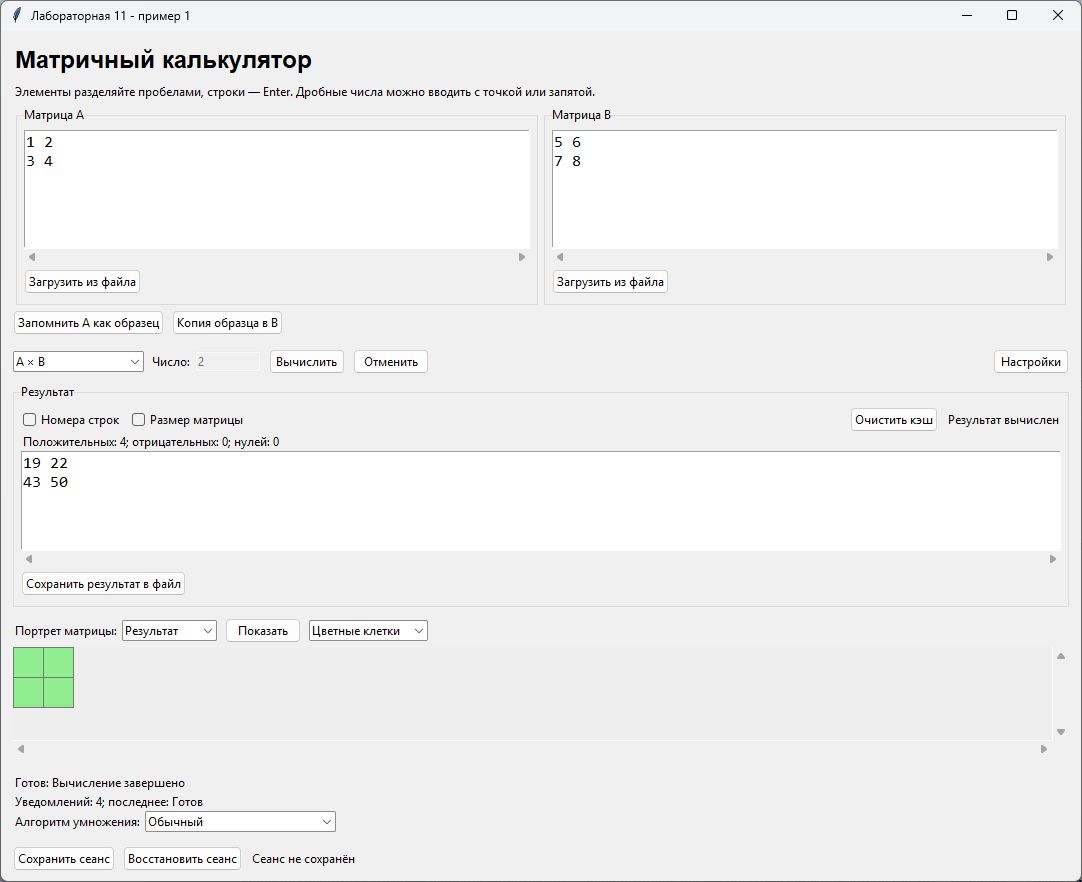 Лабораторная 11 - пример 1
Матричный калькулятор
Элементы разделяйте пробелами, строки — Enter. Дробные числа можно вводить с точкой или запятой.
Матрица A
1 2
3 4
Загрузить из файла
Матрица B
5 6
7 8
Загрузить из файла
Запомнить A как образец Копия образца в B
A × B Число: 2 Вычислить Отменить Настройки
Результат
Номера строк Размер матрицы Очистить кэш Результат вычислен
Положительных: 4; отрицательных: 0; нулей: 0
19 22
43 50
Сохранить результат в файл
Портрет матрицы: Результат Показать Цветные клетки
Готов: Вычисление завершено
Уведомлений: 4; последнее: Готов
Алгоритм умножения: Обычный
Сохранить сеанс Восстановить сеанс Сеанс не сохранён